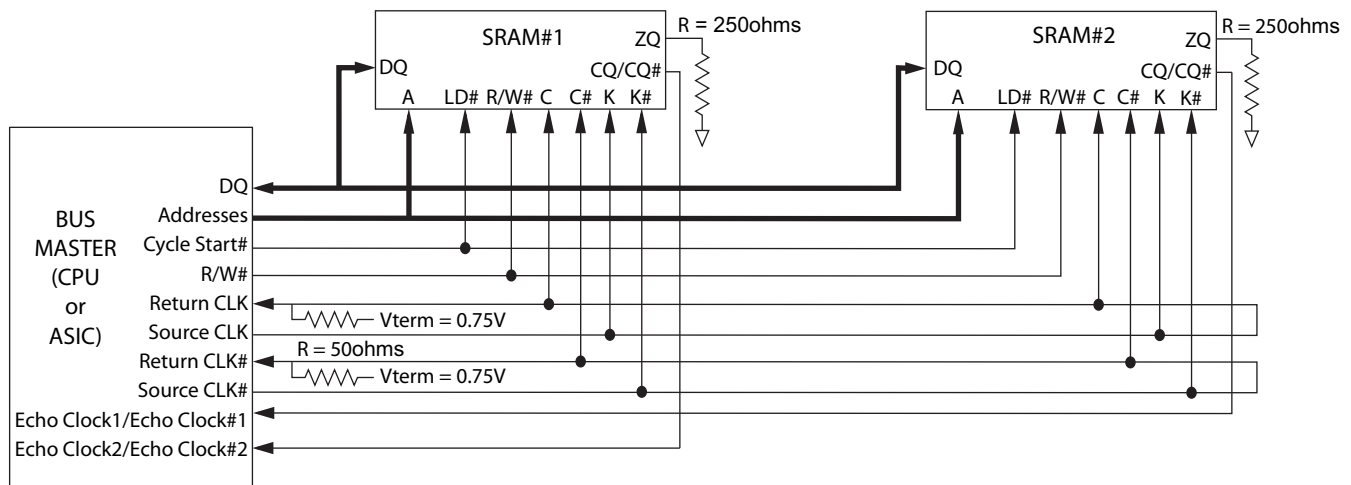 SRAM#1
ZQ
R = 250ohms
DQ
CQ/CQ#
A LD# R/W# C C# K K#
SRAM#2
ZQ
R = 250ohms
DQ
CQ/CQ#
A LD# R/W# C C# K K#
BUS
MASTER
(CPU
or
ASIC)
DQ
Addresses
Cycle Start#
R/W#
Return CLK
Vterm = 0.75V
Source CLK
R = 50ohms
Return CLK#
Vterm = 0.75V
Source CLK#
Echo Clock1/Echo Clock#1
Echo Clock2/Echo Clock#2